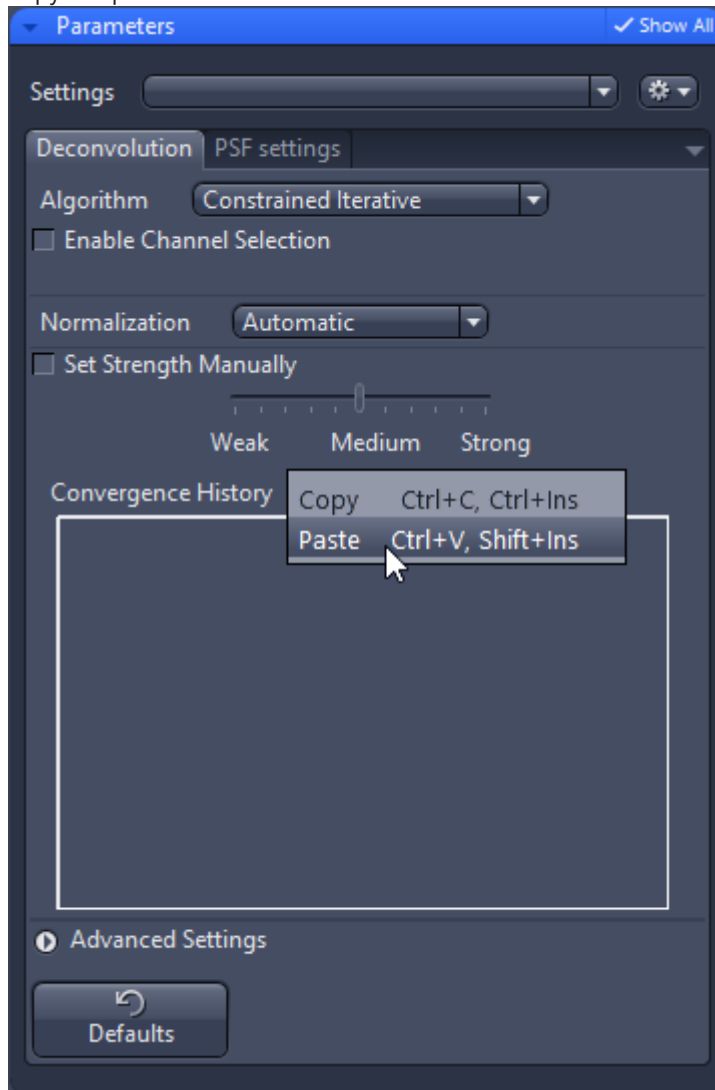 Parameters Show All
Settings
Deconvolution PSF settings
Algorithm Constrained Iterative
Enable Channel Selection
Normalization Automatic
Set Strength Manually
Weak Medium Strong
Convergence History
Copy Ctrl+C, Ctrl+Ins
Paste Ctrl+V, Shift+Ins
Advanced Settings
Defaults